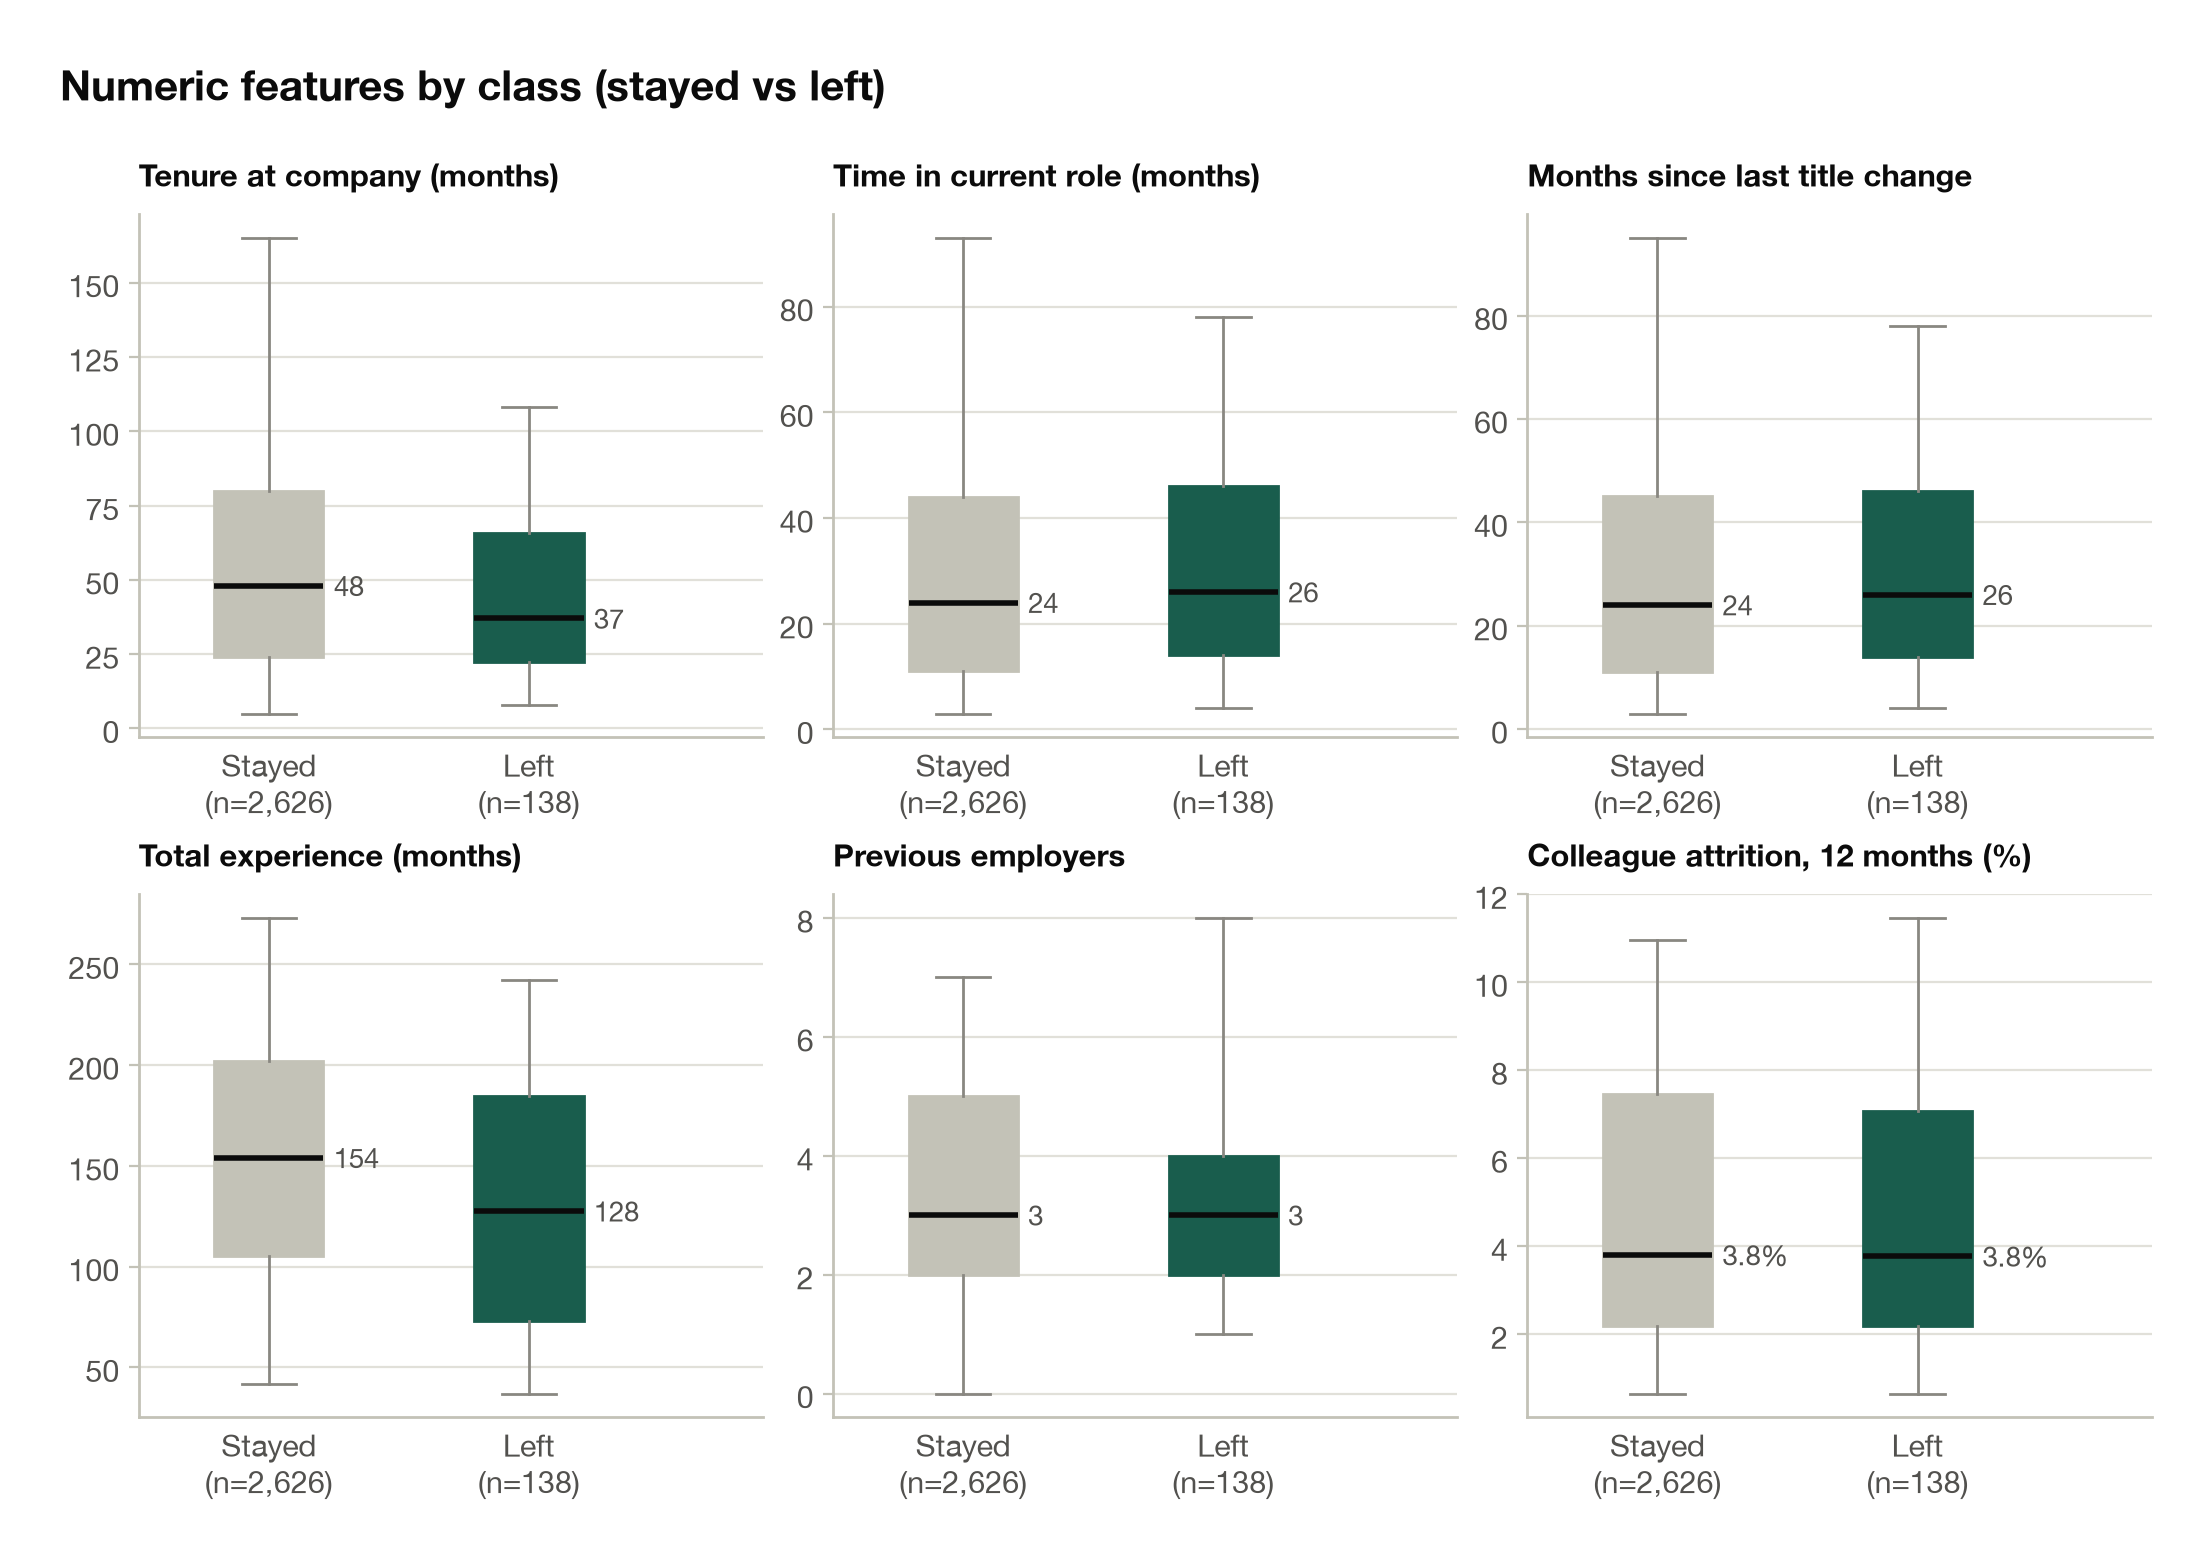 Numeric features by class (stayed vs left)
Tenure at company (months)
150
125
100
75
50
25
0
48
37
Stayed
(n=2,626)
Left
(n=138)
Time in current role (months)
80
60
40
20
0
24
26
Stayed
(n=2,626)
Left
(n=138)
Months since last title change
80
60
40
20
0
24
26
Stayed
(n=2,626)
Left
(n=138)
Total experience (months)
250
200
150
100
50
154
128
Stayed
(n=2,626)
Left
(n=138)
Previous employers
8
6
4
2
0
3
3
Stayed
(n=2,626)
Left
(n=138)
Colleague attrition, 12 months (%)
12
10
8
6
4
2
3.8%
3.8%
Stayed
(n=2,626)
Left
(n=138)